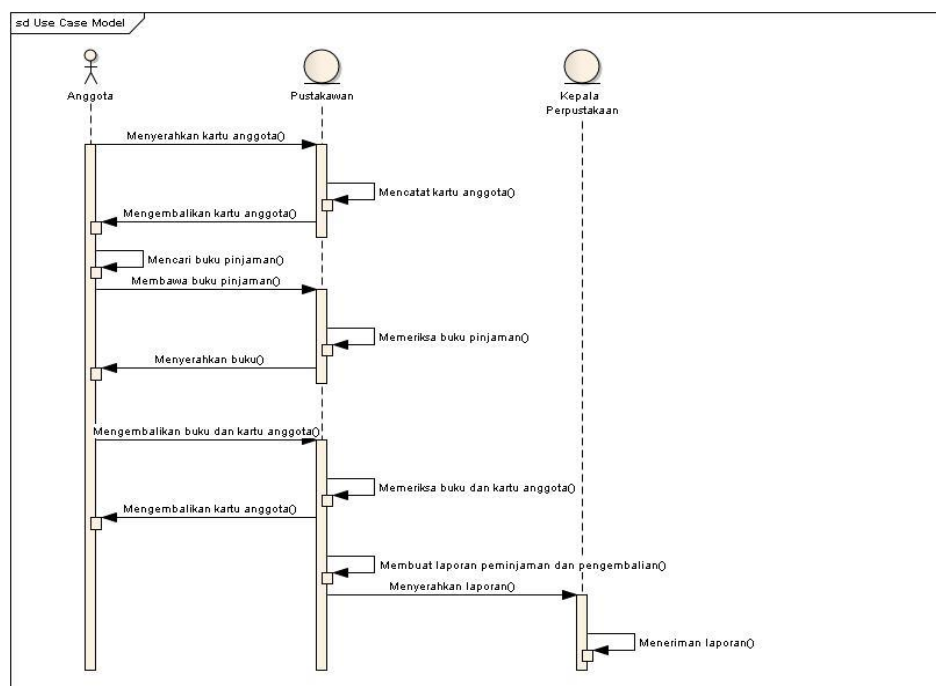 sd Use Case Model
Anggota
Pustakawan
Kepala
Perpustakaan
Menyerahkan kartu anggota()
Mencatat kartu anggota()
Mengembalikan kartu anggota()
Mencari buku pinjaman()
Membawa buku pinjaman()
Memeriksa buku pinjaman()
Menyerahkan buku()
Mengembalikan buku dan kartu anggota()
Memeriksa buku dan kartu anggota()
Mengembalikan kartu anggota()
Membuat laporan peminjaman dan pengembalian()
Menyerahkan laporan()
Meneriman laporan()